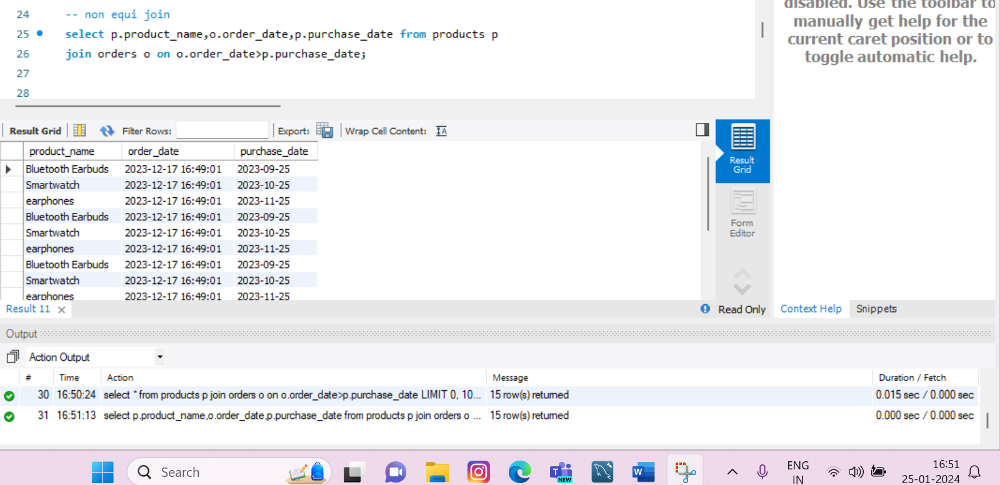 24 -- non equi join
25 select p.product_name,o.order_date,p.purchase_date from products p
26 join orders o on o.order_date>p.purchase_date;
27
28
disabled. Use the toolbar to
manually get help for the
current caret position or to
toggle automatic help.
Result Grid Filter Rows: Export: Wrap Cell Content:
product_name order_date purchase_date
Bluetooth Earbuds 2023-12-17 16:49:01 2023-09-25
Smartwatch 2023-12-17 16:49:01 2023-10-25
earphones 2023-12-17 16:49:01 2023-11-25
Bluetooth Earbuds 2023-12-17 16:49:01 2023-09-25
Smartwatch 2023-12-17 16:49:01 2023-10-25
earphones 2023-12-17 16:49:01 2023-11-25
Bluetooth Earbuds 2023-12-17 16:49:01 2023-09-25
Smartwatch 2023-12-17 16:49:01 2023-10-25
earphones 2023-12-17 16:49:01 2023-11-25
Result
Grid
Form
Editor
Result 11 Read Only Context Help Snippets
Output
Action Output
# Time Action Message Duration / Fetch
30 16:50:24 select * from products p join orders o on o.order_date>p.purchase_date LIMIT 0, 10... 15 row(s) returned 0.015 sec / 0.000 sec
31 16:51:13 select p.product_name,o.order_date,p.purchase_date from products p join orders o ... 15 row(s) returned 0.000 sec / 0.000 sec
Search
NEW
ENG
IN
16:51
25-01-2024